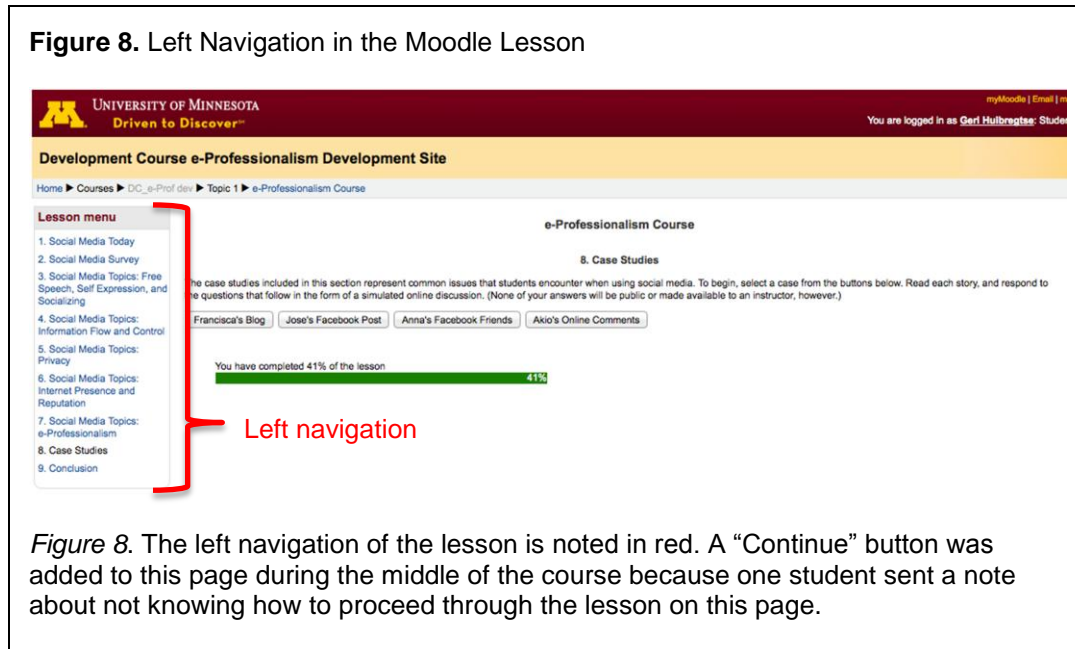 Figure 8. Left Navigation in the Moodle Lesson
UNIVERSITY OF MINNESOTA
Driven to Discover℠
myMoodle | Email | m
You are logged in as Geri Hulbregtse: Studen
Development Course e-Professionalism Development Site
Home ► Courses ► DC_e-Prof dev ► Topic 1 ► e-Professionalism Course
Lesson menu
1. Social Media Today
2. Social Media Survey
3. Social Media Topics: Free
Speech, Self Expression, and
Socializing
4. Social Media Topics:
Information Flow and Control
5. Social Media Topics:
Privacy
6. Social Media Topics:
Internet Presence and
Reputation
7. Social Media Topics:
e-Professionalism
8. Case Studies
9. Conclusion
e-Professionalism Course
8. Case Studies
The case studies included in this section represent common issues that students encounter when using social media. To begin, select a case from the buttons below. Read each story, and respond to
the questions that follow in the form of a simulated online discussion. (None of your answers will be public or made available to an instructor, however.)
Francisca's Blog Jose's Facebook Post Anna's Facebook Friends Akio's Online Comments
You have completed 41% of the lesson
41%
Left navigation
Figure 8. The left navigation of the lesson is noted in red. A “Continue” button was
added to this page during the middle of the course because one student sent a note
about not knowing how to proceed through the lesson on this page.